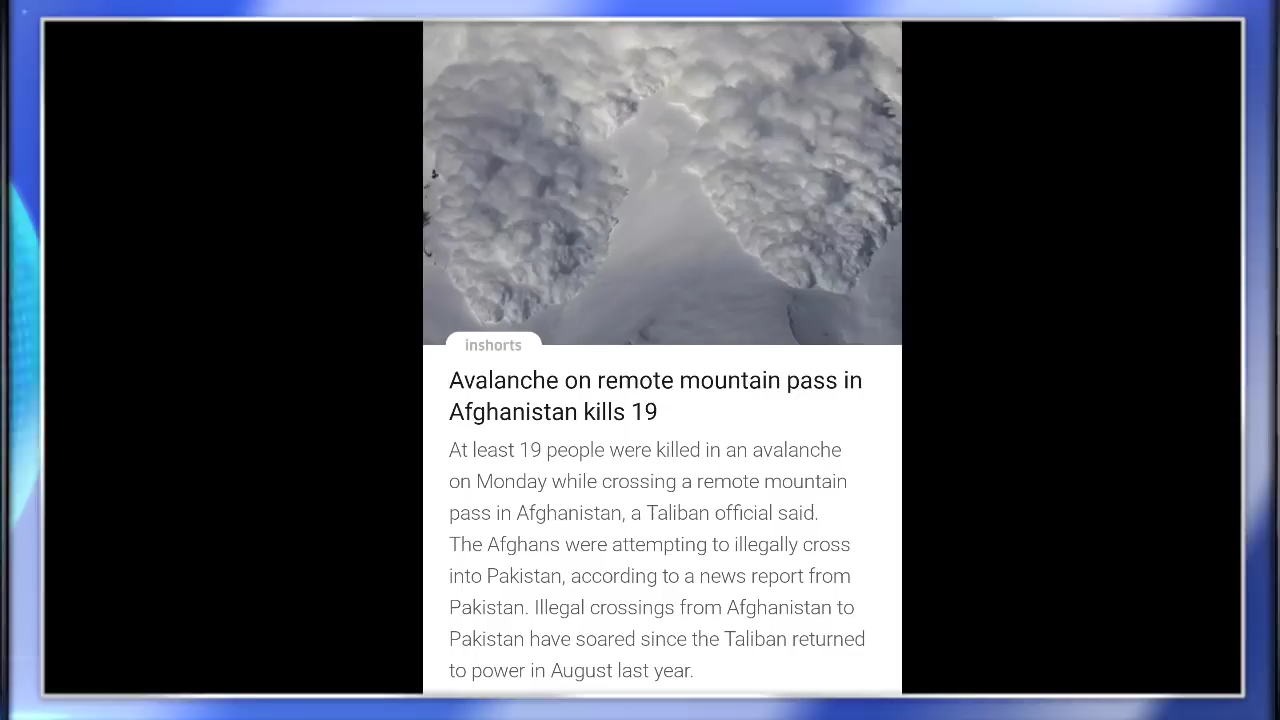 inshorts
Avalanche on remote mountain pass in
Afghanistan kills 19
At least 19 people were killed in an avalanche
on Monday while crossing a remote mountain
pass in Afghanistan, a Taliban official said.
The Afghans were attempting to illegally cross
into Pakistan, according to a news report from
Pakistan. Illegal crossings from Afghanistan to
Pakistan have soared since the Taliban returned
to power in August last year.